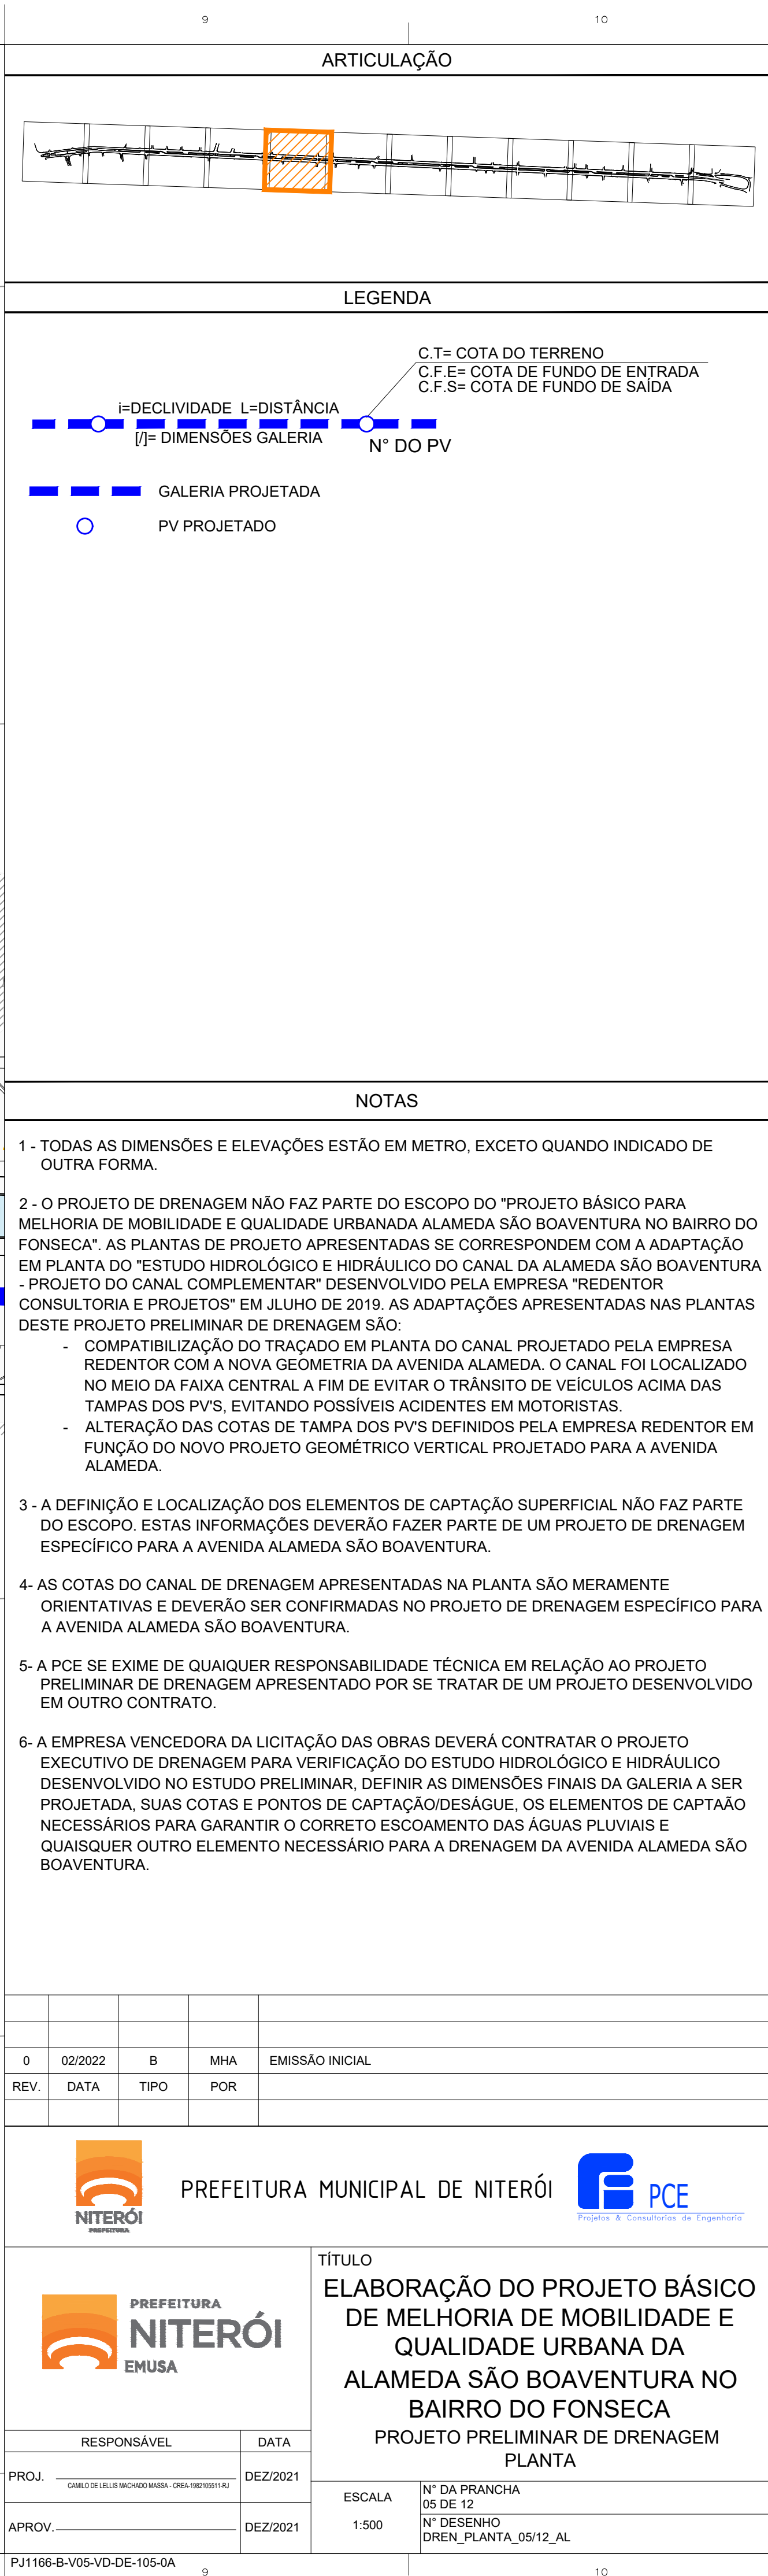 9 10
ARTICULAÇÃO
LEGENDA
C.T= COTA DO TERRENO
C.F.E= COTA DE FUNDO DE ENTRADA
C.F.S= COTA DE FUNDO DE SAÍDA
i=DECLIVIDADE L=DISTÂNCIA
[/]= DIMENSÕES GALERIA
N° DO PV
GALERIA PROJETADA
PV PROJETADO
NOTAS
1 - TODAS AS DIMENSÕES E ELEVAÇÕES ESTÃO EM METRO, EXCETO QUANDO INDICADO DE
OUTRA FORMA.
2 - O PROJETO DE DRENAGEM NÃO FAZ PARTE DO ESCOPO DO "PROJETO BÁSICO PARA
MELHORIA DE MOBILIDADE E QUALIDADE URBANADA ALAMEDA SÃO BOAVENTURA NO BAIRRO DO
FONSECA". AS PLANTAS DE PROJETO APRESENTADAS SE CORRESPONDEM COM A ADAPTAÇÃO
EM PLANTA DO "ESTUDO HIDROLÓGICO E HIDRÁULICO DO CANAL DA ALAMEDA SÃO BOAVENTURA
- PROJETO DO CANAL COMPLEMENTAR" DESENVOLVIDO PELA EMPRESA "REDENTOR
CONSULTORIA E PROJETOS" EM JLUHO DE 2019. AS ADAPTAÇÕES APRESENTADAS NAS PLANTAS
DESTE PROJETO PRELIMINAR DE DRENAGEM SÃO:
- COMPATIBILIZAÇÃO DO TRAÇADO EM PLANTA DO CANAL PROJETADO PELA EMPRESA
REDENTOR COM A NOVA GEOMETRIA DA AVENIDA ALAMEDA. O CANAL FOI LOCALIZADO
NO MEIO DA FAIXA CENTRAL A FIM DE EVITAR O TRÂNSITO DE VEÍCULOS ACIMA DAS
TAMPAS DOS PV'S, EVITANDO POSSÍVEIS ACIDENTES EM MOTORISTAS.
- ALTERAÇÃO DAS COTAS DE TAMPA DOS PV'S DEFINIDOS PELA EMPRESA REDENTOR EM
FUNÇÃO DO NOVO PROJETO GEOMÉTRICO VERTICAL PROJETADO PARA A AVENIDA
ALAMEDA.
3 - A DEFINIÇÃO E LOCALIZAÇÃO DOS ELEMENTOS DE CAPTAÇÃO SUPERFICIAL NÃO FAZ PARTE
DO ESCOPO. ESTAS INFORMAÇÕES DEVERÃO FAZER PARTE DE UM PROJETO DE DRENAGEM
ESPECÍFICO PARA A AVENIDA ALAMEDA SÃO BOAVENTURA.
4- AS COTAS DO CANAL DE DRENAGEM APRESENTADAS NA PLANTA SÃO MERAMENTE
ORIENTATIVAS E DEVERÃO SER CONFIRMADAS NO PROJETO DE DRENAGEM ESPECÍFICO PARA
A AVENIDA ALAMEDA SÃO BOAVENTURA.
5- A PCE SE EXIME DE QUAIQUER RESPONSABILIDADE TÉCNICA EM RELAÇÃO AO PROJETO
PRELIMINAR DE DRENAGEM APRESENTADO POR SE TRATAR DE UM PROJETO DESENVOLVIDO
EM OUTRO CONTRATO.
6- A EMPRESA VENCEDORA DA LICITAÇÃO DAS OBRAS DEVERÁ CONTRATAR O PROJETO
EXECUTIVO DE DRENAGEM PARA VERIFICAÇÃO DO ESTUDO HIDROLÓGICO E HIDRÁULICO
DESENVOLVIDO NO ESTUDO PRELIMINAR, DEFINIR AS DIMENSÕES FINAIS DA GALERIA A SER
PROJETADA, SUAS COTAS E PONTOS DE CAPTAÇÃO/DESÁGUE, OS ELEMENTOS DE CAPTAÃO
NECESSÁRIOS PARA GARANTIR O CORRETO ESCOAMENTO DAS ÁGUAS PLUVIAIS E
QUAISQUER OUTRO ELEMENTO NECESSÁRIO PARA A DRENAGEM DA AVENIDA ALAMEDA SÃO
BOAVENTURA.
0 02/2022 B MHA EMISSÃO INICIAL
REV. DATA TIPO POR
NITERÓI
PREFEITURA
PREFEITURA MUNICIPAL DE NITERÓI
PCE
Projetos & Consultorias de Engenharia
PREFEITURA
NITERÓI
EMUSA
TÍTULO
ELABORAÇÃO DO PROJETO BÁSICO
DE MELHORIA DE MOBILIDADE E
QUALIDADE URBANA DA
ALAMEDA SÃO BOAVENTURA NO
BAIRRO DO FONSECA
PROJETO PRELIMINAR DE DRENAGEM
PLANTA
RESPONSÁVEL DATA
PROJ. DEZ/2021
CAMILO DE LELLIS MACHADO MASSA - CREA-1982105511-RJ
APROV. DEZ/2021
ESCALA
1:500
N° DA PRANCHA
05 DE 12
N° DESENHO
DREN_PLANTA_05/12_AL
PJ1166-B-V05-VD-DE-105-0A
9 10